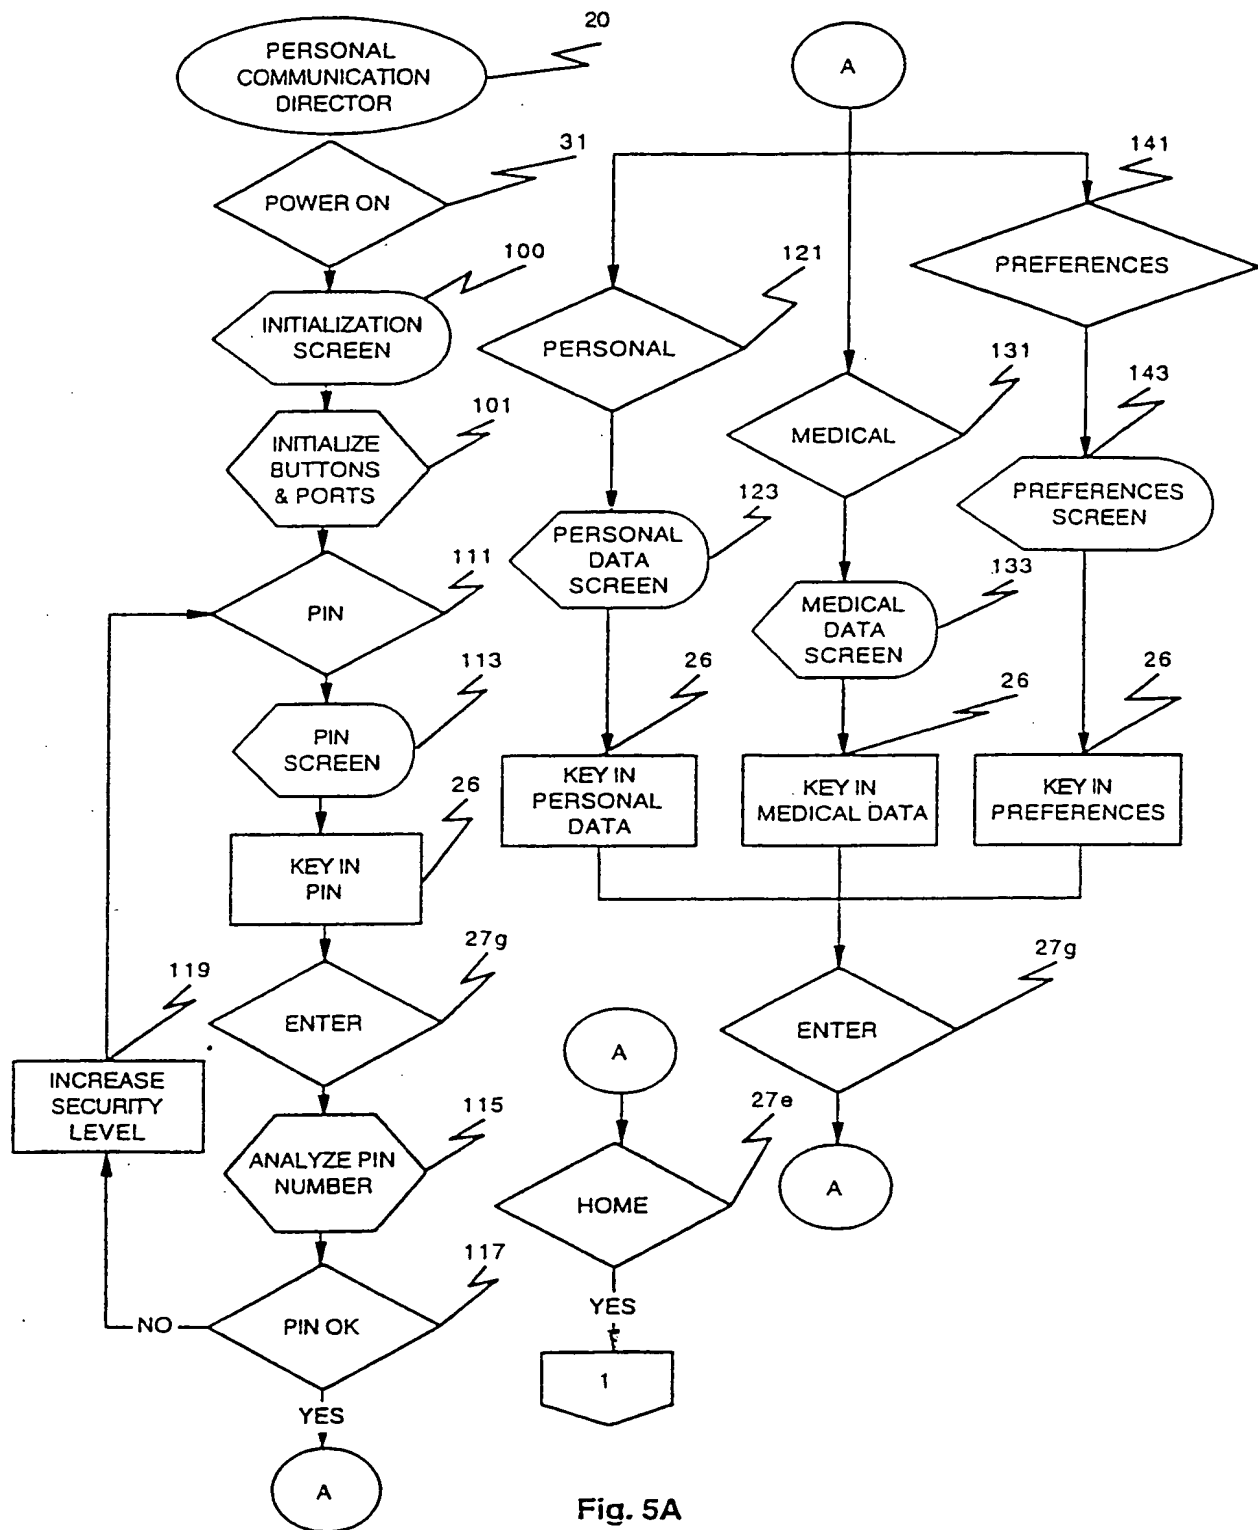 20
PERSONAL
COMMUNICATION
DIRECTOR
31
POWER ON
100
INITIALIZATION
SCREEN
101
INITIALIZE
BUTTONS
& PORTS
111
PIN
113
PIN
SCREEN
26
KEY IN
PIN
27g
ENTER
119
INCREASE
SECURITY
LEVEL
115
ANALYZE PIN
NUMBER
117
PIN OK
NO
YES
A
A
121
PERSONAL
123
PERSONAL
DATA
SCREEN
26
KEY IN
PERSONAL
DATA
131
MEDICAL
133
MEDICAL
DATA
SCREEN
26
KEY IN
MEDICAL DATA
141
PREFERENCES
143
PREFERENCES
SCREEN
26
KEY IN
PREFERENCES
27g
ENTER
A
A
27e
HOME
YES
1
Fig. 5A